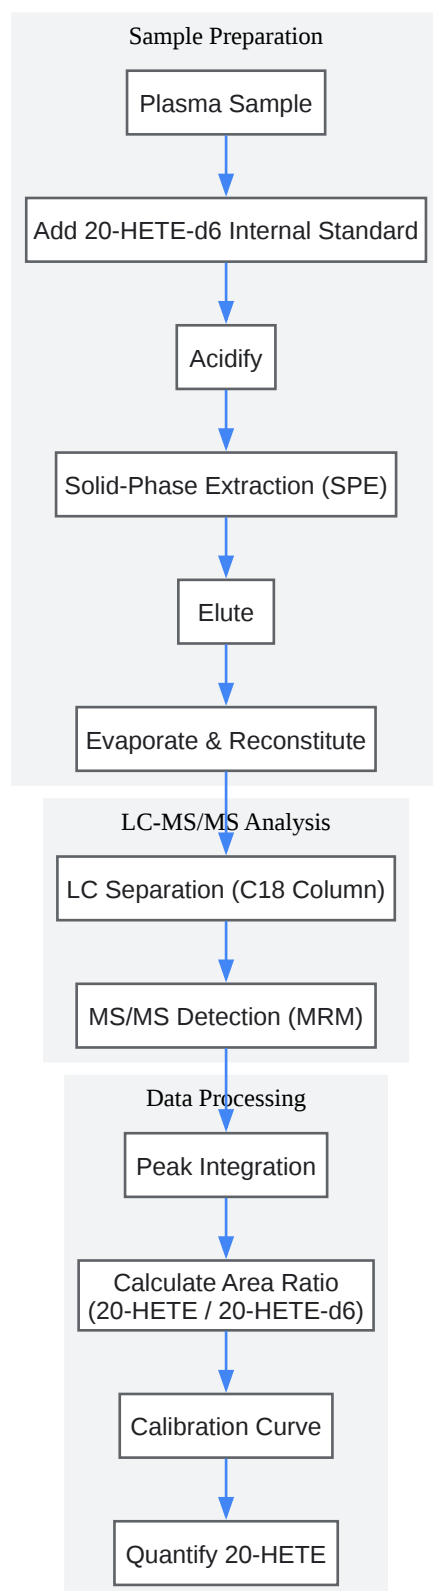 Sample Preparation
Plasma Sample
Add 20-HETE-d6 Internal Standard
Acidify
Solid-Phase Extraction (SPE)
Elute
Evaporate & Reconstitute
LC-MS/MS Analysis
LC Separation (C18 Column)
MS/MS Detection (MRM)
Data Processing
Peak Integration
Calculate Area Ratio
(20-HETE / 20-HETE-d6)
Calibration Curve
Quantify 20-HETE